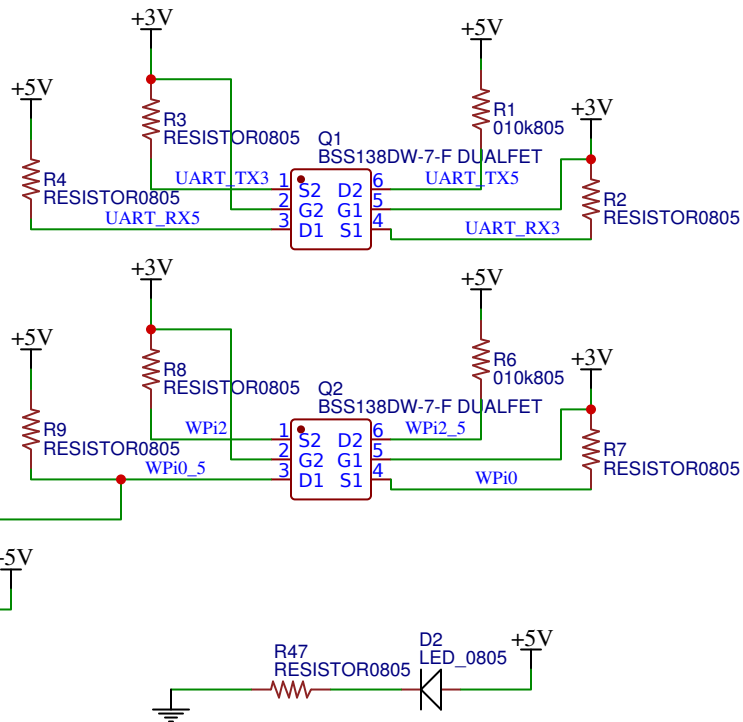 +3V
+5V
+5V
R3
RESISTOR0805
R1
010k805
+3V
Q1
BSS138DW-7-F DUALFET
R4
RESISTOR0805
UART_TX3
1
S2
D2
6
UART_TX5
2
G2
G1
5
R2
RESISTOR0805
UART_RX5
3
D1
S1
4
UART_RX3
+3V
+5V
+5V
R8
RESISTOR0805
R6
010k805
+3V
Q2
BSS138DW-7-F DUALFET
R9
RESISTOR0805
WPi2
1
S2
D2
6
WPi2_5
2
G2
G1
5
R7
RESISTOR0805
WPi0_5
3
D1
S1
4
WPi0
+5V
R47
RESISTOR0805
D2
LED_0805
+5V